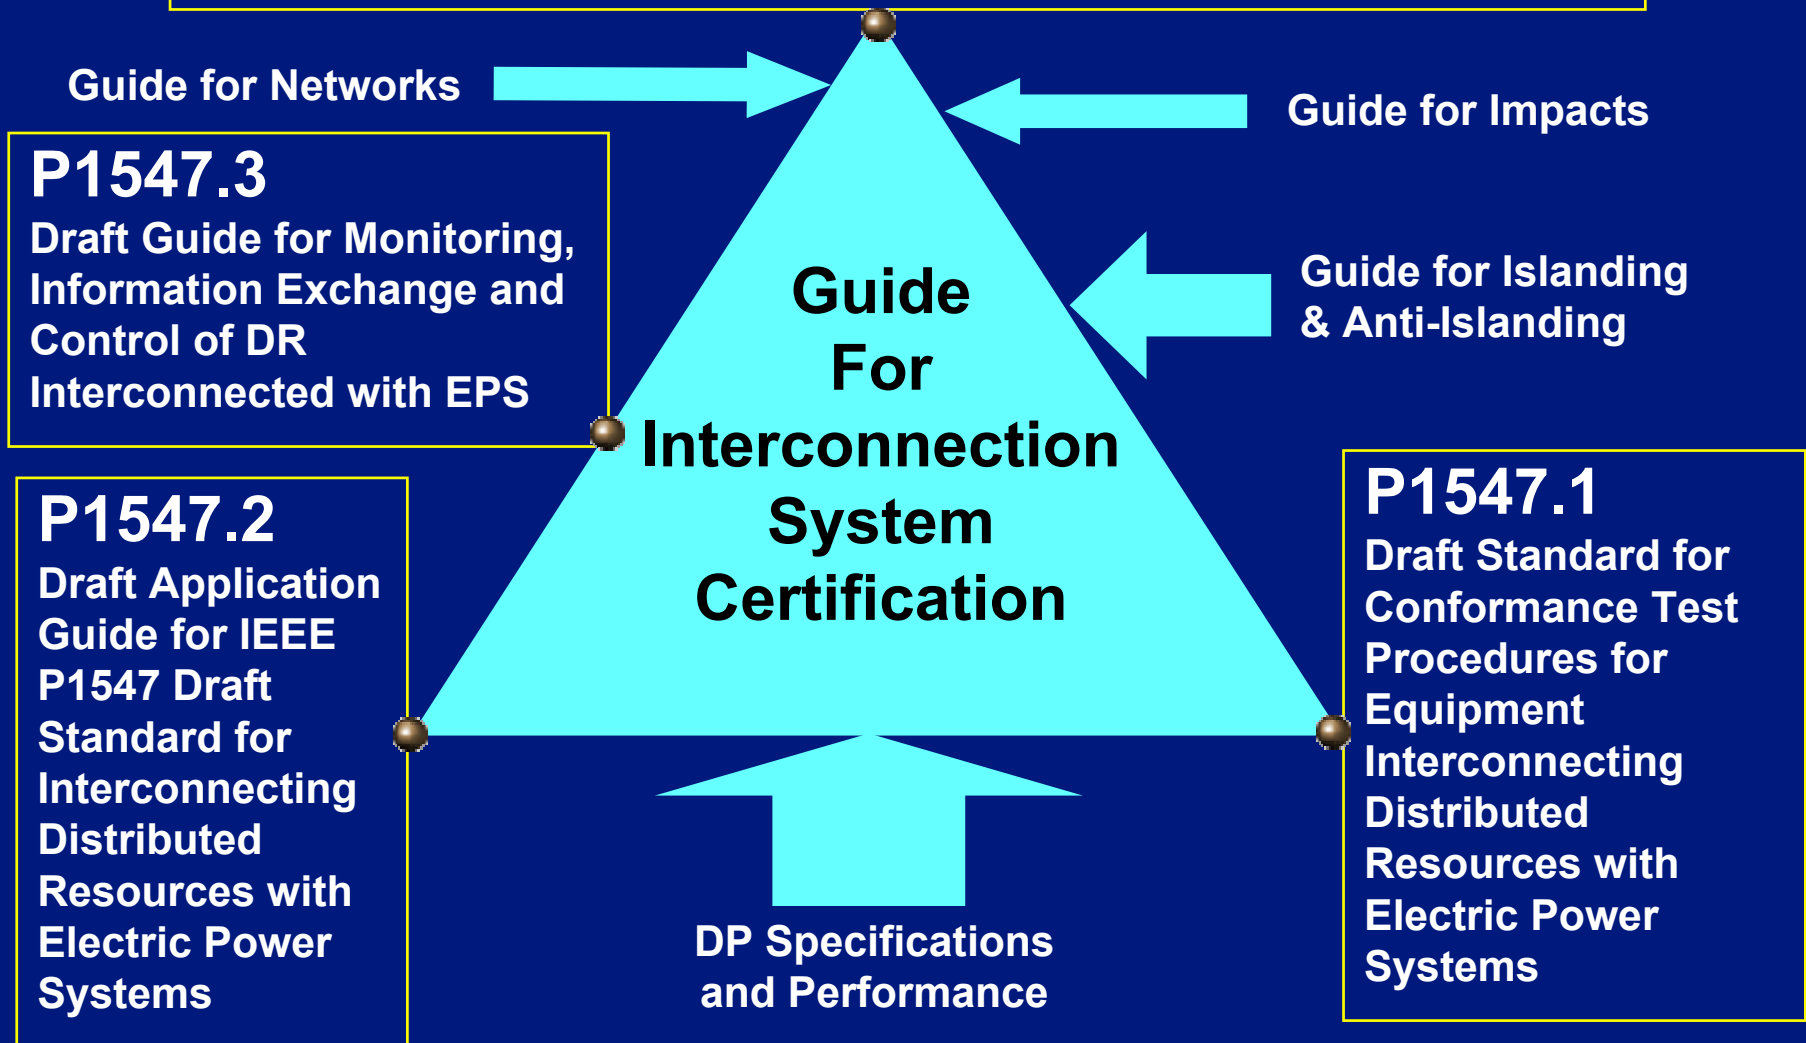 Guide for Networks
Guide for Impacts
P1547.3
Draft Guide for Monitoring,
Information Exchange and
Control of DR
Interconnected with EPS
Guide for Islanding
& Anti-Islanding
Guide
For
Interconnection
System
Certification
P1547.2
Draft Application
Guide for IEEE
P1547 Draft
Standard for
Interconnecting
Distributed
Resources with
Electric Power
Systems
P1547.1
Draft Standard for
Conformance Test
Procedures for
Equipment
Interconnecting
Distributed
Resources with
Electric Power
Systems
DP Specifications
and Performance